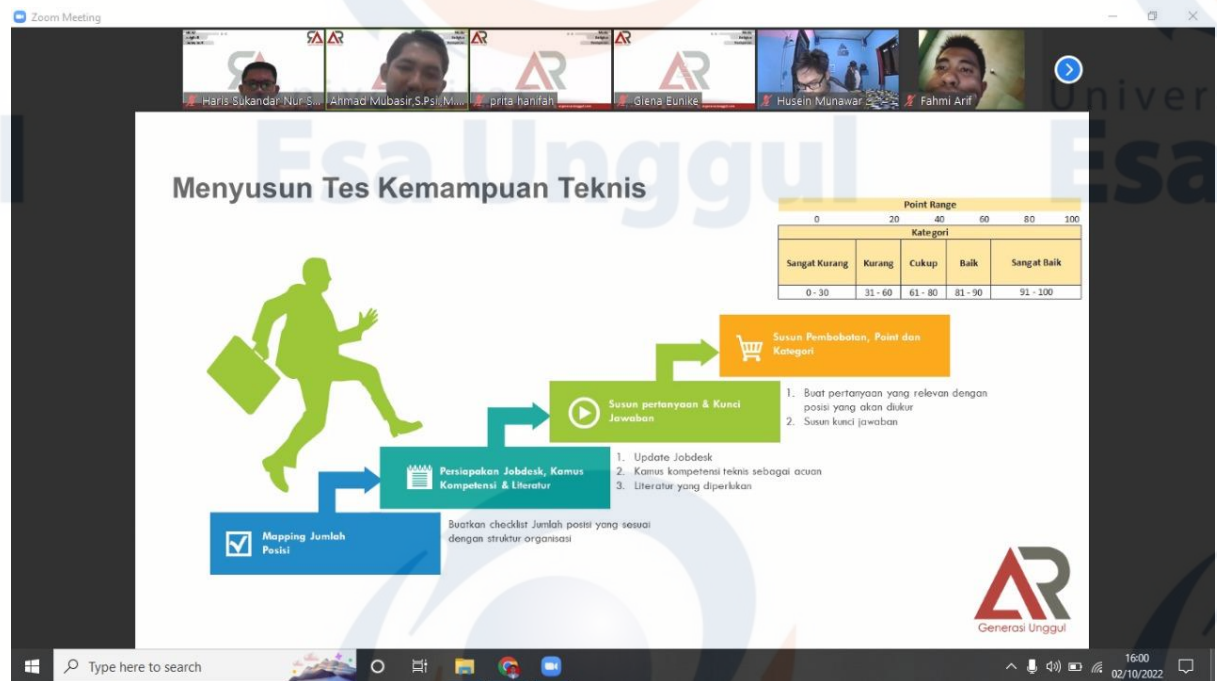 Zoom Meeting
Haris Sukandar Nur S...
Ahmad Mubasir,S.Psi,M....
prita hanifah
Giena Eunike
Husein Munawar
Fahmi Arif
Univer
Esa Unggul
Esa
Menyusun Tes Kemampuan Teknis
Point Range
0 20 40 60 80 100
Kategori
Sangat Kurang Kurang Cukup Baik Sangat Baik
0 - 30 31 - 60 61 - 80 81 - 90 91 - 100
Susun Pembobotan, Point dan
Kategori
1. Buat pertanyaan yang relevan dengan
posisi yang akan diukur
2. Susun kunci jawaban
Susun pertanyaan & Kunci
Jawaban
1. Update Jobdesk
2. Kamus kompetensi teknis sebagai acuan
3. Literatur yang diperlukan
Persiapakan Jobdesk, Kamus
Kompetensi & Literatur
Buatkan checklist Jumlah posisi yang sesuai
dengan struktur organisasi
Mapping Jumlah
Posisi
AR
Generasi Unggul
Type here to search
16:00
02/10/2022